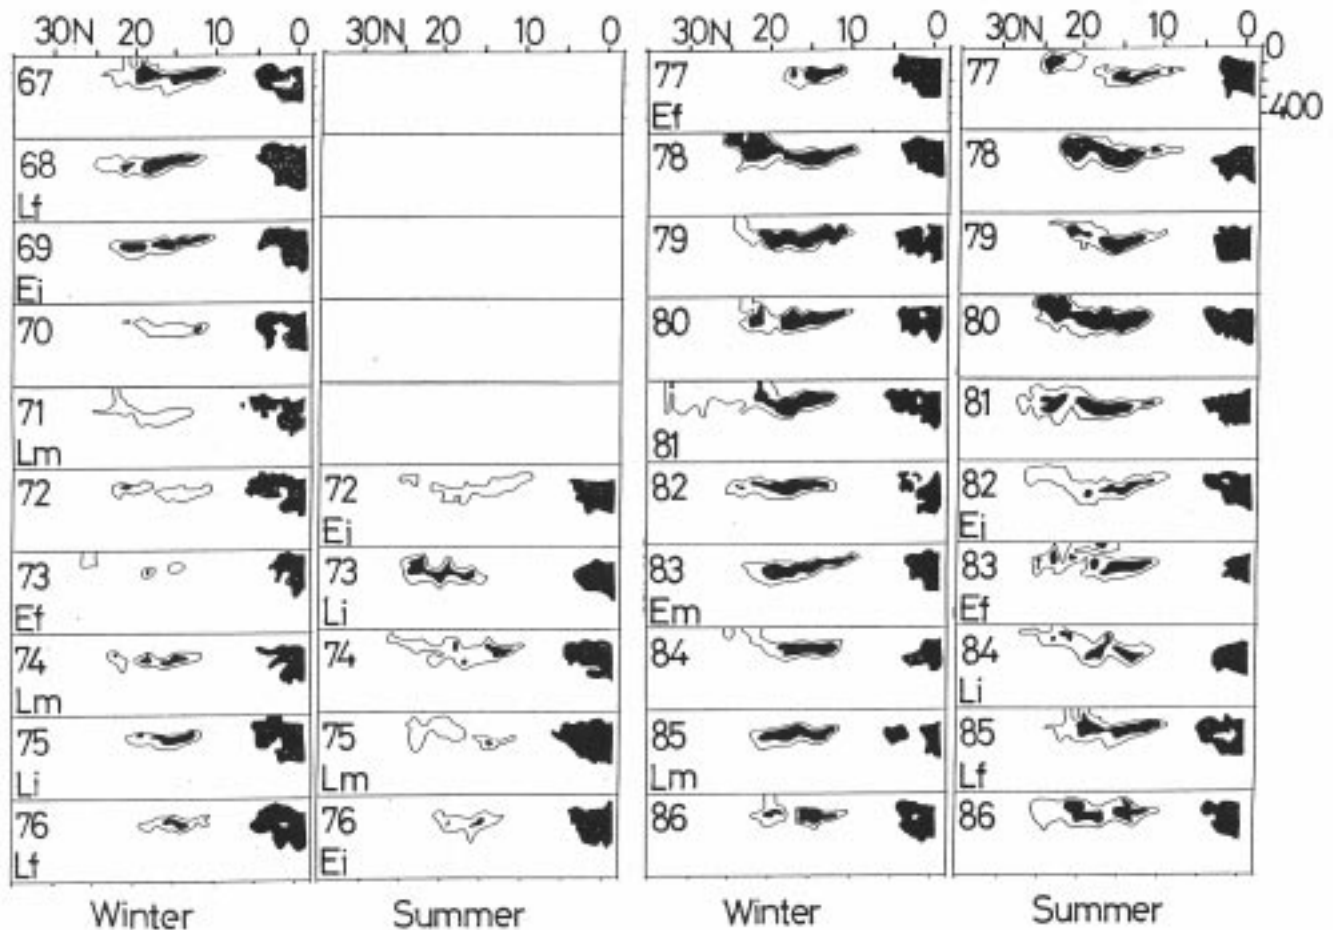 30N 20 10 0 30N 20 10 0 30N 20 10 0 30N 20 10 0
0
400
67 77 77
Ef
68 78 78
Lf
69 79 79
Ei
70 80 80
71 81 81
Lm
72 72 82 82
Ei Ei
73 73 83 83
Ef Li Em Ef
74 74 84 84
Lm Li
75 75 85 85
Li Lm Lm Lf
76 76 86 86
Lf Ei
Winter Summer Winter Summer